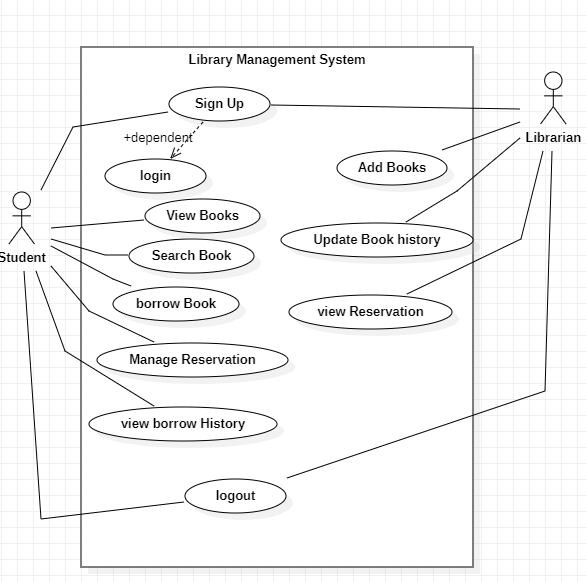 Library Management System
Sign Up
+dependent
Librarian
Add Books
login
View Books
Update Book history
Student
Search Book
borrow Book
view Reservation
Manage Reservation
view borrow History
logout